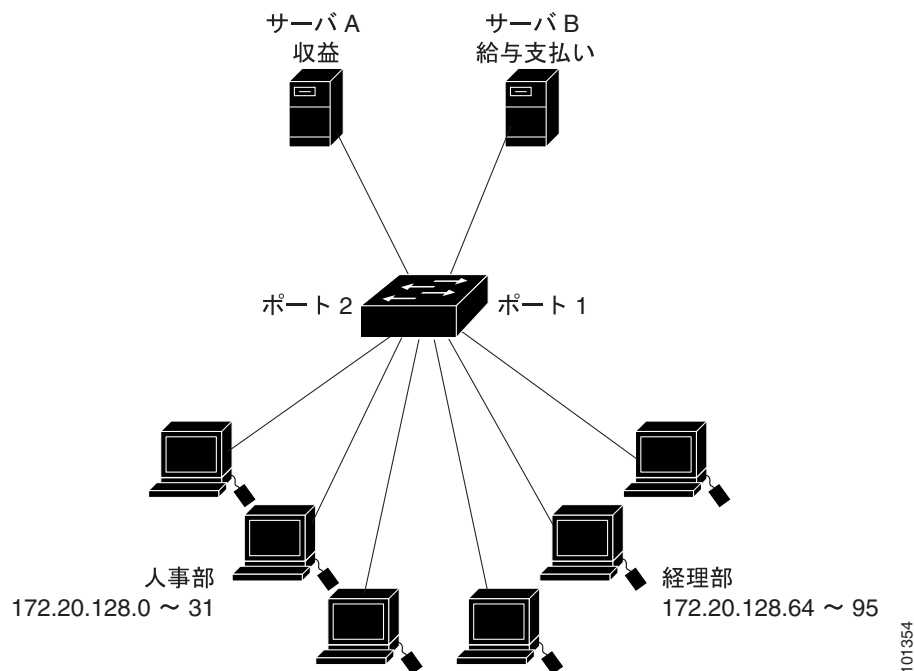 サーバ A
収益
サーバ B
給与支払い
ポート 2
ポート 1
人事部
172.20.128.0 ～ 31
経理部
172.20.128.64 ～ 95
101354